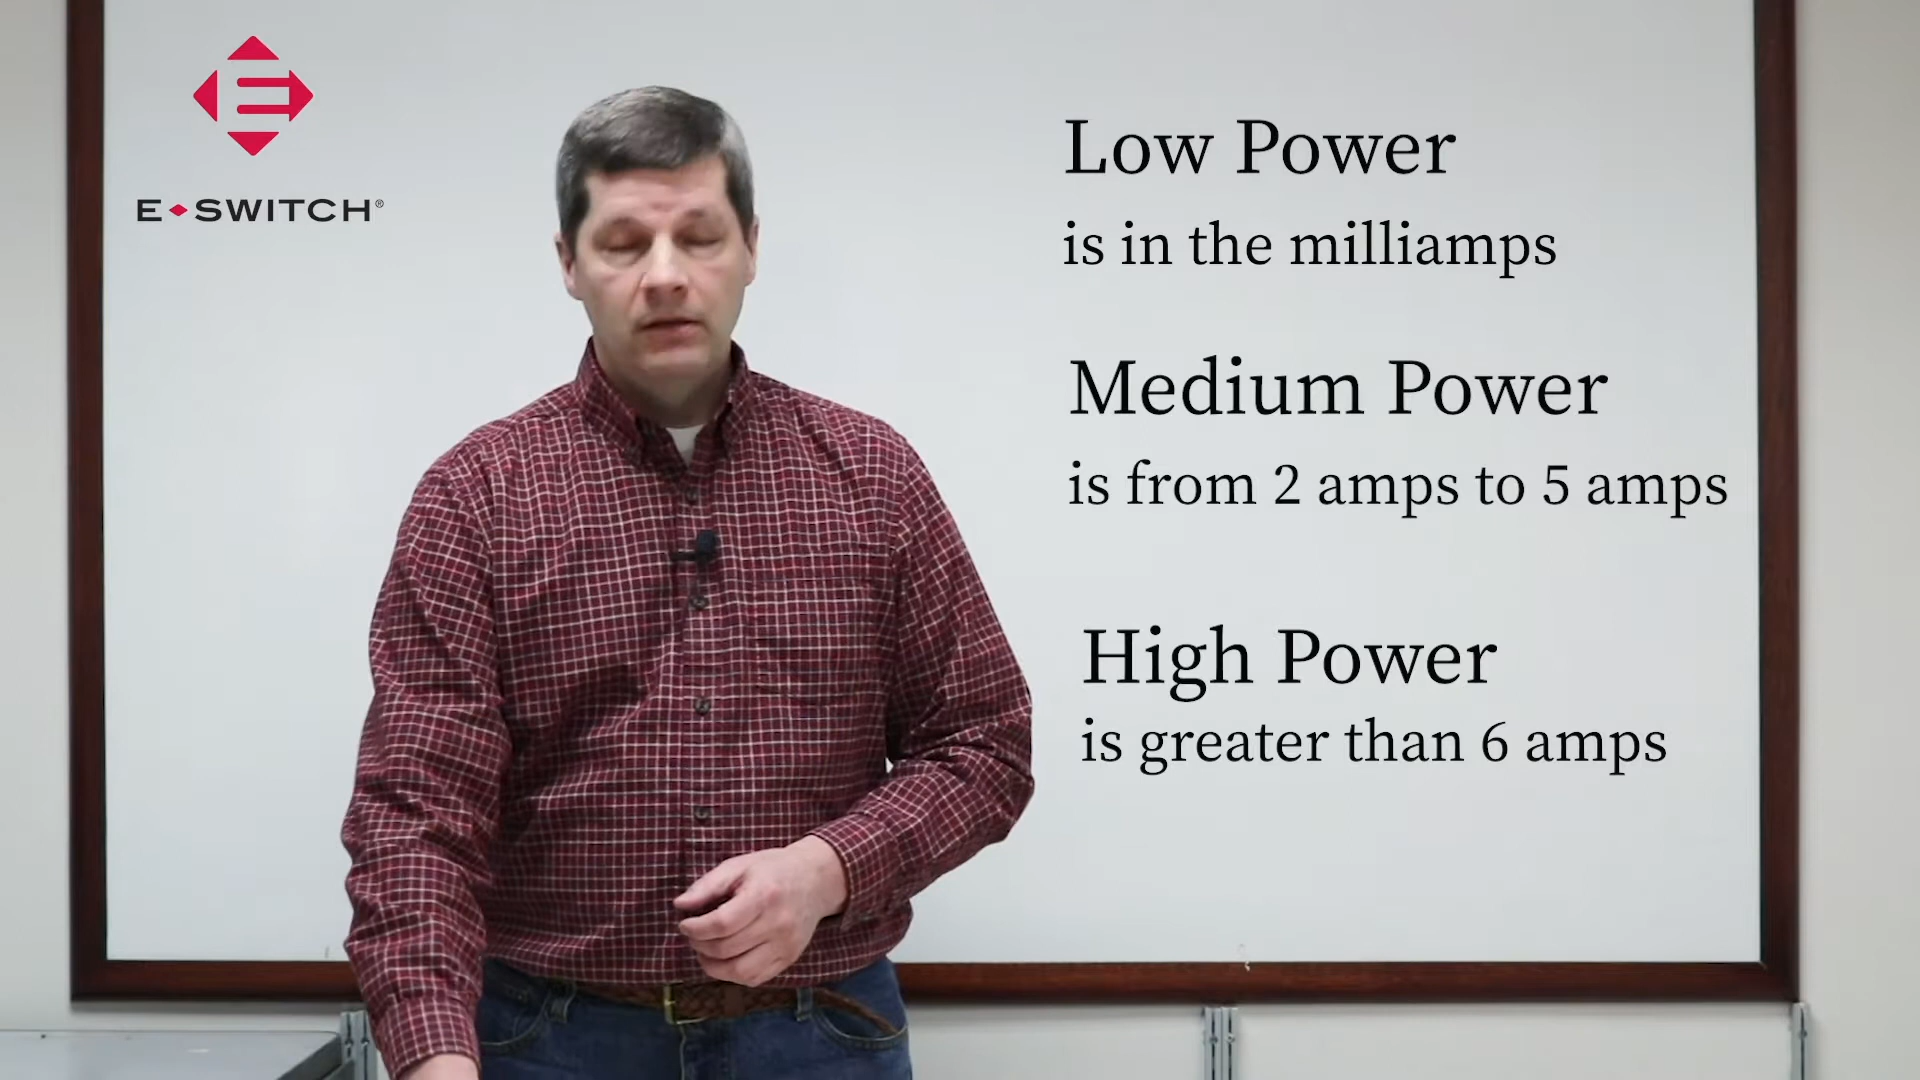 E SWITCH®
Low Power
is in the milliamps
Medium Power
is from 2 amps to 5 amps
High Power
is greater than 6 amps